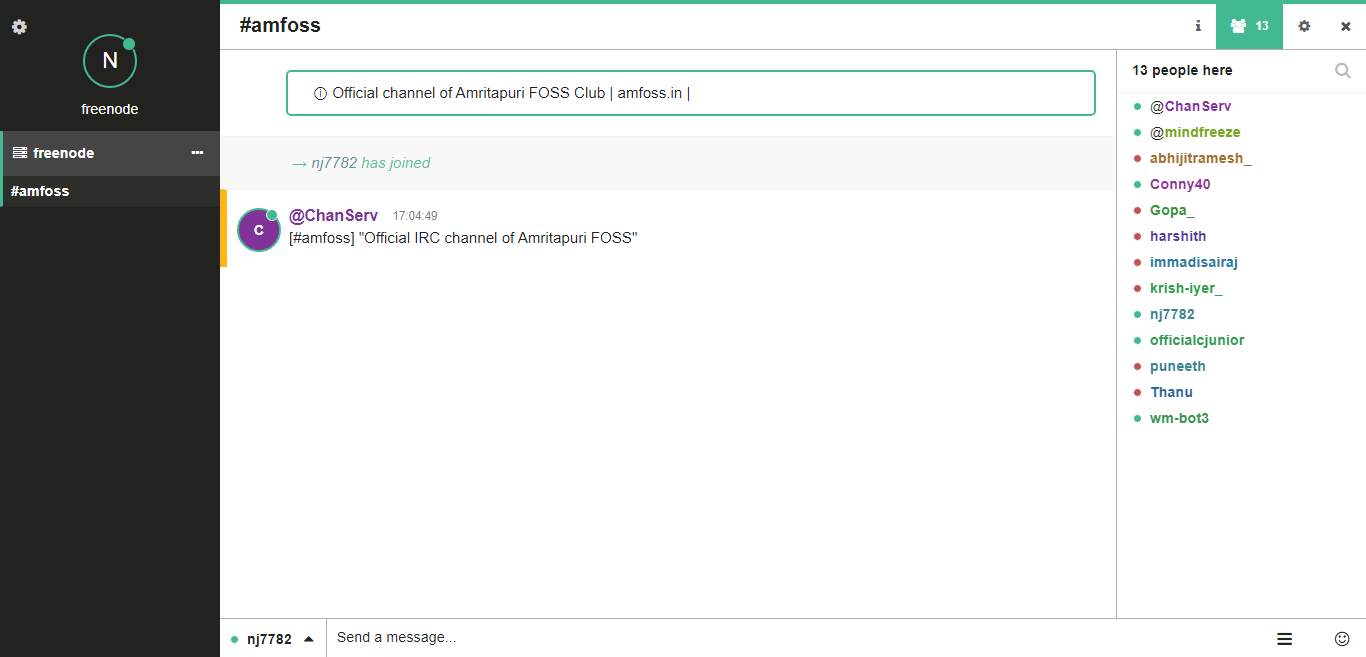 N
freenode
freenode
#amfoss
#amfoss
13
Official channel of Amritapuri FOSS Club | amfoss.in |
→ nj7782 has joined
C
@ChanServ 17:04:49
[#amfoss] "Official IRC channel of Amritapuri FOSS"
13 people here
@ChanServ
@mindfreeze
abhijitramesh_
Conny40
Gopa_
harshith
immadisairaj
krish-iyer_
nj7782
officialcjunior
puneeth
Thanu
wm-bot3
nj7782
Send a message...